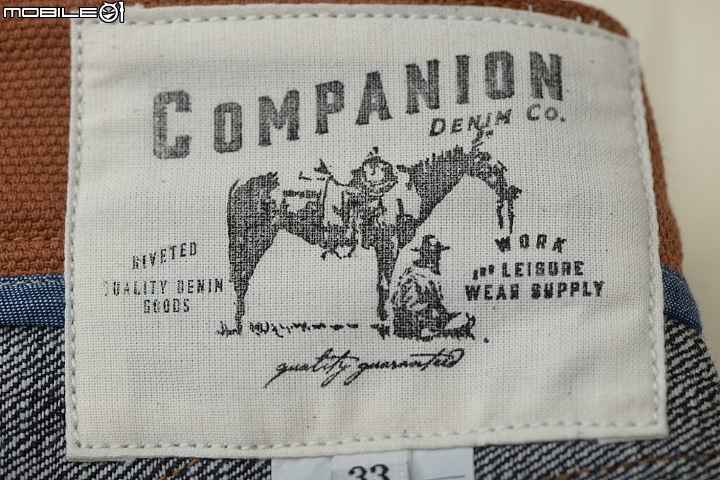 MOBILE01
COMPANION
DENIM CO.
RIVETED
QUALITY DENIM
GOODS
WORK
AND LEISURE
WEAR SUPPLY
quality guaranteed
33